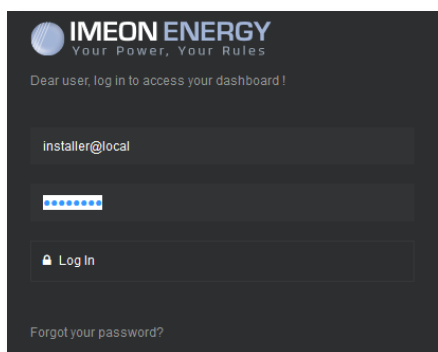 IMEON ENERGY
Your Power, Your Rules
Dear user, log in to access your dashboard !
installer@local
••••••••
Log In
Forgot your password?